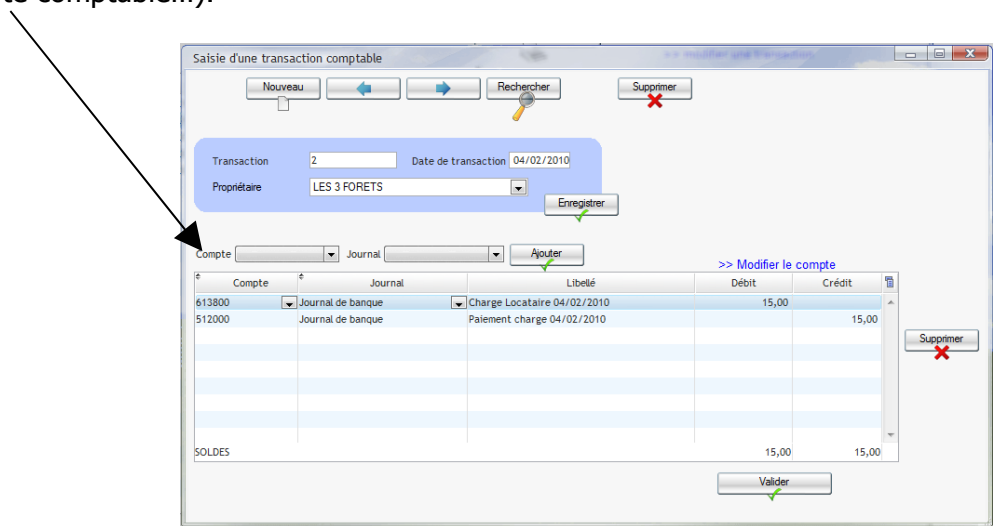 te comptable...).
Saisie d'une transaction comptable
Nouveau Rechercher Supprimer
Transaction 2 Date de transaction 04/02/2010
Propriétaire LES 3 FORETS
Enregistrer
Compte Journal Ajouter
>> Modifier le compte
Compte Journal Libellé Débit Crédit
613800 Journal de banque Charge Locataire 04/02/2010 15,00
512000 Journal de banque Paiement charge 04/02/2010 15,00
Supprimer
SOLDES 15,00 15,00
Valider